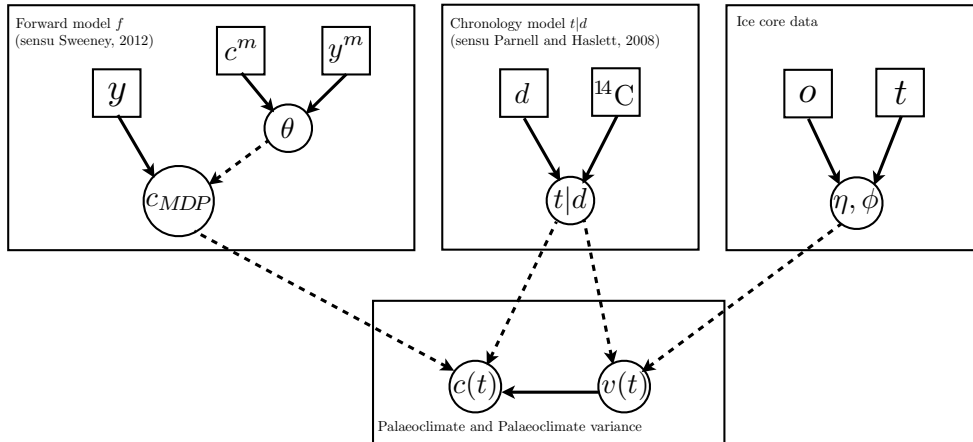 Forward model f
(sensu Sweeney, 2012)
c^m
y^m
y
θ
c_MDP
Chronology model t|d
(sensu Parnell and Haslett, 2008)
d
¹⁴C
t|d
Ice core data
o
t
η, ϕ
c(t)
v(t)
Palaeoclimate and Palaeoclimate variance